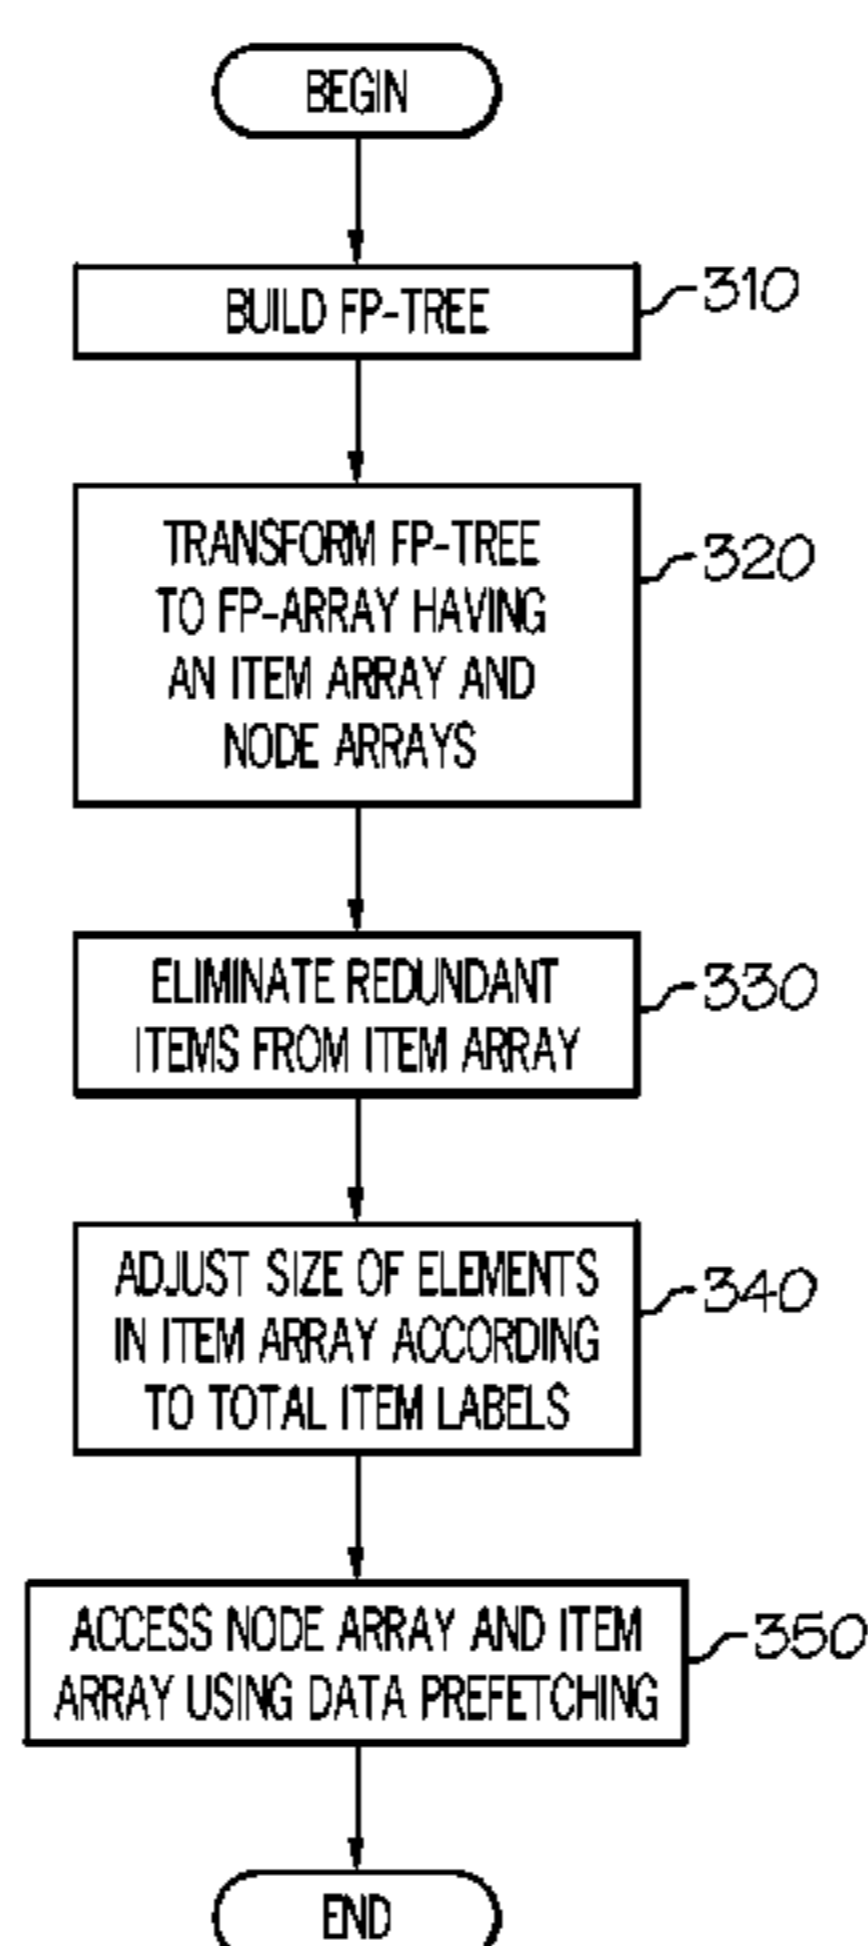 BEGIN
BUILD FP-TREE
310
TRANSFORM FP-TREE
TO FP-ARRAY HAVING
AN ITEM ARRAY AND
NODE ARRAYS
320
ELIMINATE REDUNDANT
ITEMS FROM ITEM ARRAY
330
ADJUST SIZE OF ELEMENTS
IN ITEM ARRAY ACCORDING
TO TOTAL ITEM LABELS
340
ACCESS NODE ARRAY AND ITEM
ARRAY USING DATA PREFETCHING
350
END